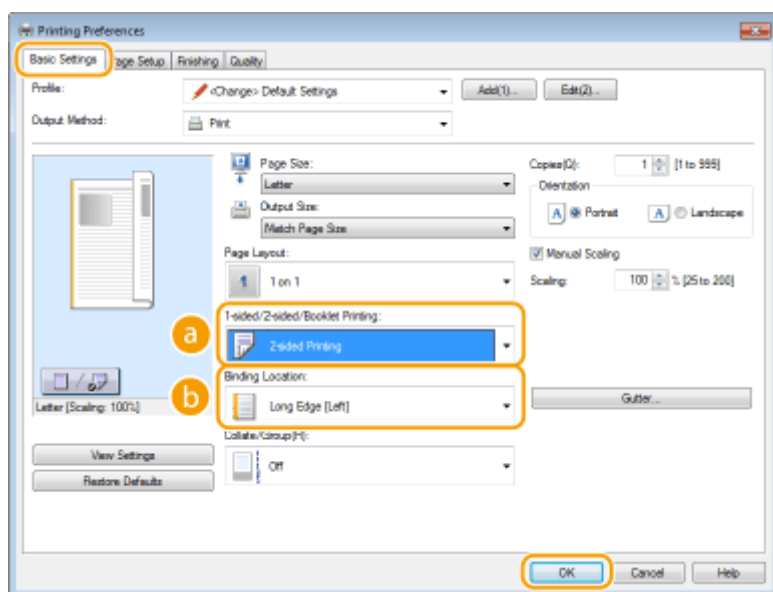 Printing Preferences
Basic Settings Page Setup Finishing Quality
Profile: <Change> Default Settings Add(1)... Edit(2)...
Output Method: Print
Page Size: Copies(Q): 1 [1 to 999]
Letter Orientation
Output Size: A Portrait A Landscape
Match Page Size
Page Layout: Manual Scaling
1 1 on 1 Scaling: 100 % [25 to 200]
1-sided/2-sided/Booklet Printing:
a 2-sided Printing
b Binding Location:
Letter [Scaling: 100%] Long Edge [Left] Gutter...
Collate/Group(H):
View Settings Off
Restore Defaults
OK Cancel Help